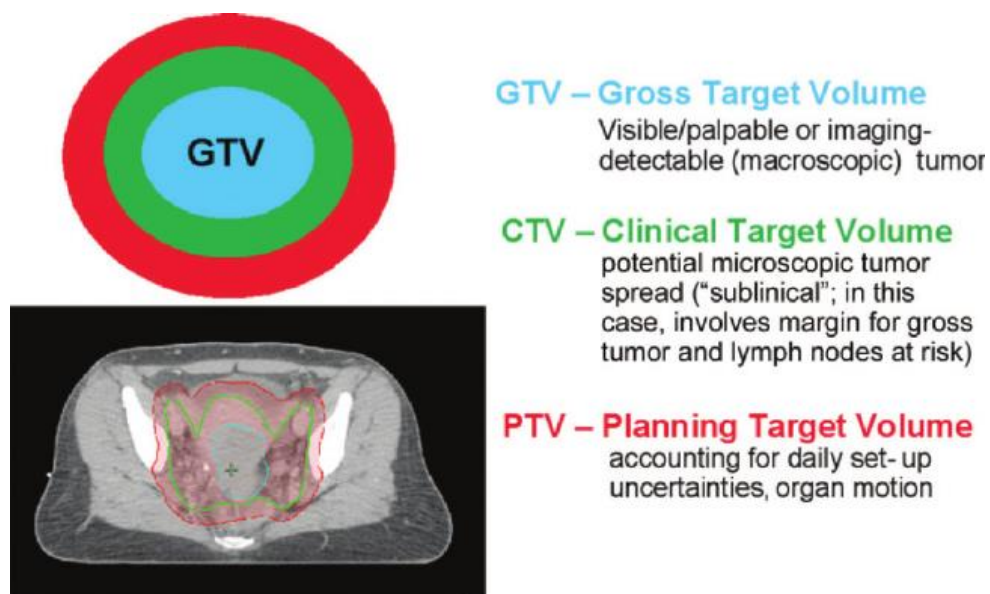 GTV
GTV – Gross Target Volume
Visible/palpable or imaging-
detectable (macroscopic) tumor
CTV – Clinical Target Volume
potential microscopic tumor
spread (“sublinical”; in this
case, involves margin for gross
tumor and lymph nodes at risk)
PTV – Planning Target Volume
accounting for daily set- up
uncertainties, organ motion